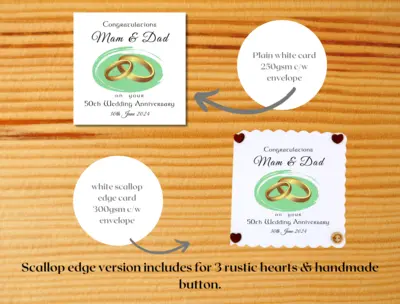 Congratulations
Mam & Dad
on your
50th Wedding Anniversary
10th June 2024
Plain white card
250gsm c/w
envelope
white scallop
edge card
300gsm c/w
envelope
Congratulations
Mam & Dad
on your
50th Wedding Anniversary
10th June 2024
Scallop edge version includes for 3 rustic hearts & handmade
button.